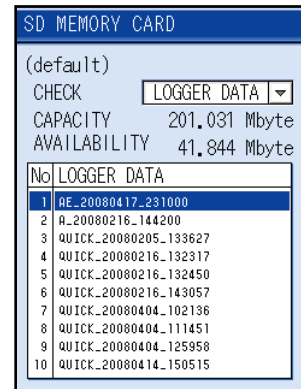 SD MEMORY CARD
(default)
CHECK LOGGER DATA
CAPACITY 201.031 Mbyte
AVAILABILITY 41.844 Mbyte
No LOGGER DATA
1 AE_20080417_231000
2 A_20080216_144200
3 QUICK_20080205_133627
4 QUICK_20080216_132317
5 QUICK_20080216_132450
6 QUICK_20080216_143057
7 QUICK_20080404_102136
8 QUICK_20080404_111451
9 QUICK_20080404_125958
10 QUICK_20080414_150515